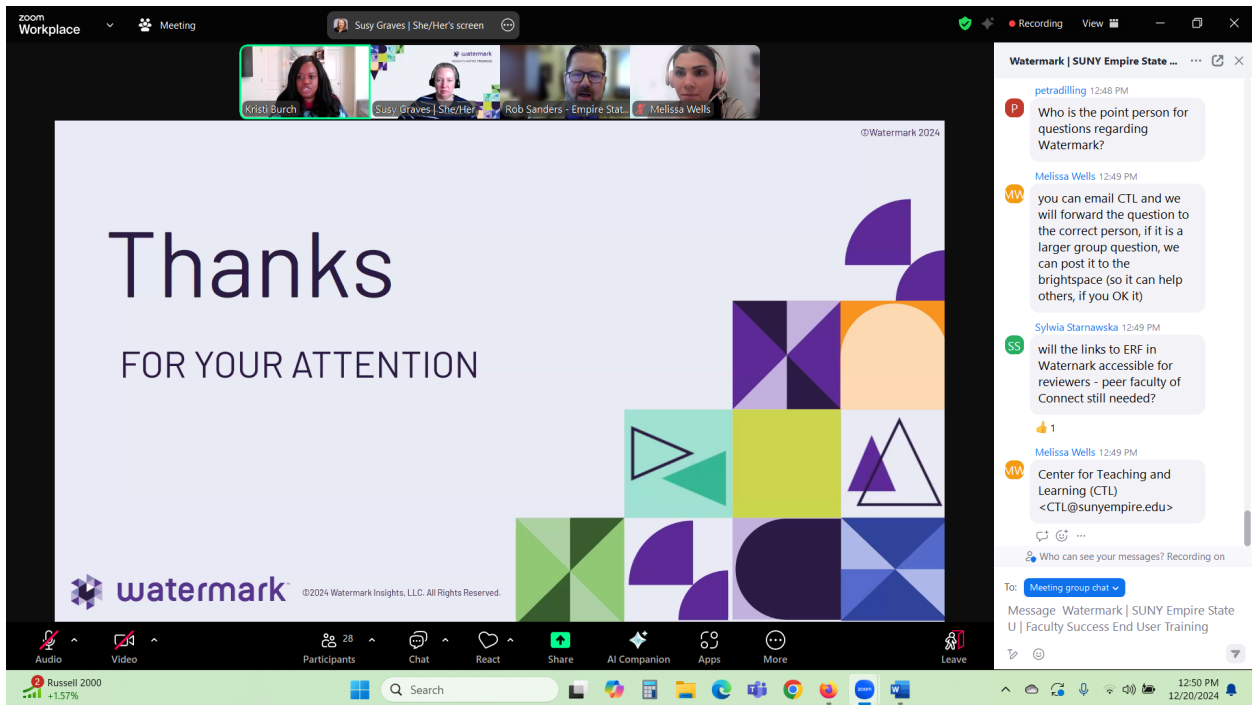 zoom
Workplace
Meeting
Susy Graves | She/Her's screen
Recording
View
Kristi Burch
watermark
Susy Graves | She/Her
Rob Sanders - Empire Stat...
Melissa Wells
©Watermark 2024
Thanks
FOR YOUR ATTENTION
watermark
©2024 Watermark Insights, LLC. All Rights Reserved.
Watermark | SUNY Empire State ...
petradilling 12:48 PM
P
Who is the point person for
questions regarding
Watermark?
Melissa Wells 12:49 PM
MW
you can email CTL and we
will forward the question to
the correct person, if it is a
larger group question, we
can post it to the
brightspace (so it can help
others, if you OK it)
Sylwia Starnawska 12:49 PM
SS
will the links to ERF in
Waternark accessible for
reviewers - peer faculty of
Connect still needed?
👍 1
Melissa Wells 12:49 PM
MW
Center for Teaching and
Learning (CTL)
<CTL@sunyempire.edu>
Who can see your messages? Recording on
To: Meeting group chat
Message Watermark | SUNY Empire State
U | Faculty Success End User Training
Audio
Video
28
Participants
Chat
React
Share
AI Companion
Apps
More
Leave
2
Russell 2000
+1.57%
Search
zoom
12:50 PM
12/20/2024